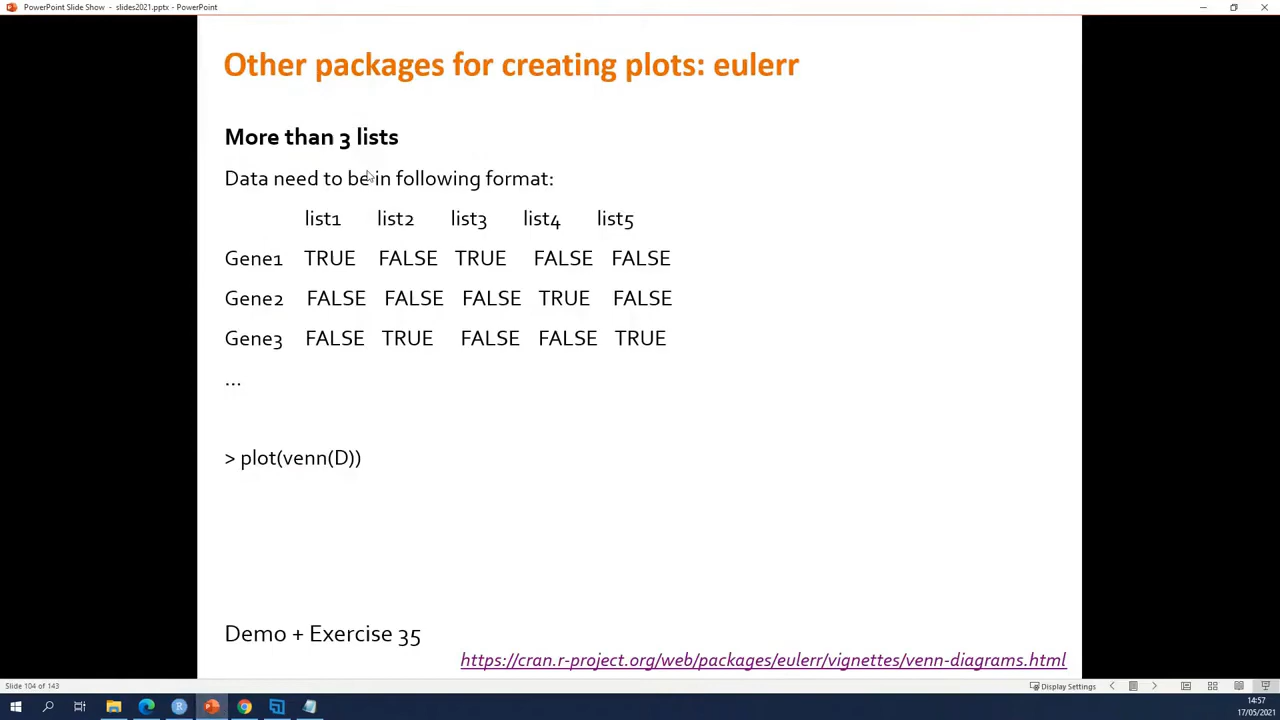 PowerPoint Slide Show - slides2021.pptx - PowerPoint
Other packages for creating plots: eulerr
More than 3 lists
Data need to be in following format:
list1 list2 list3 list4 list5
Gene1 TRUE FALSE TRUE FALSE FALSE
Gene2 FALSE FALSE FALSE TRUE FALSE
Gene3 FALSE TRUE FALSE FALSE TRUE
...
> plot(venn(D))
Demo + Exercise 35
https://cran.r-project.org/web/packages/eulerr/vignettes/venn-diagrams.html
Slide 104 of 143
Display Settings
14:57
17/05/2021